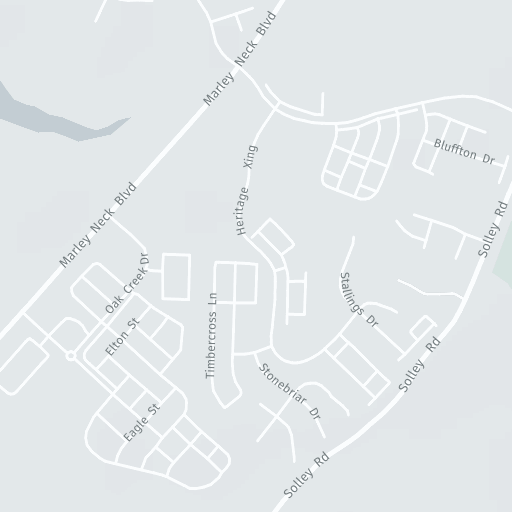 Marley Neck Blvd
Bluffton Dr
Heritage Xing
Marley Neck Blvd
Solley Rd
Oak Creek Dr
Stallings Dr
Timbercross Ln
Elton St
Solley Rd
Stonebriar Dr
Eagle St
Solley Rd